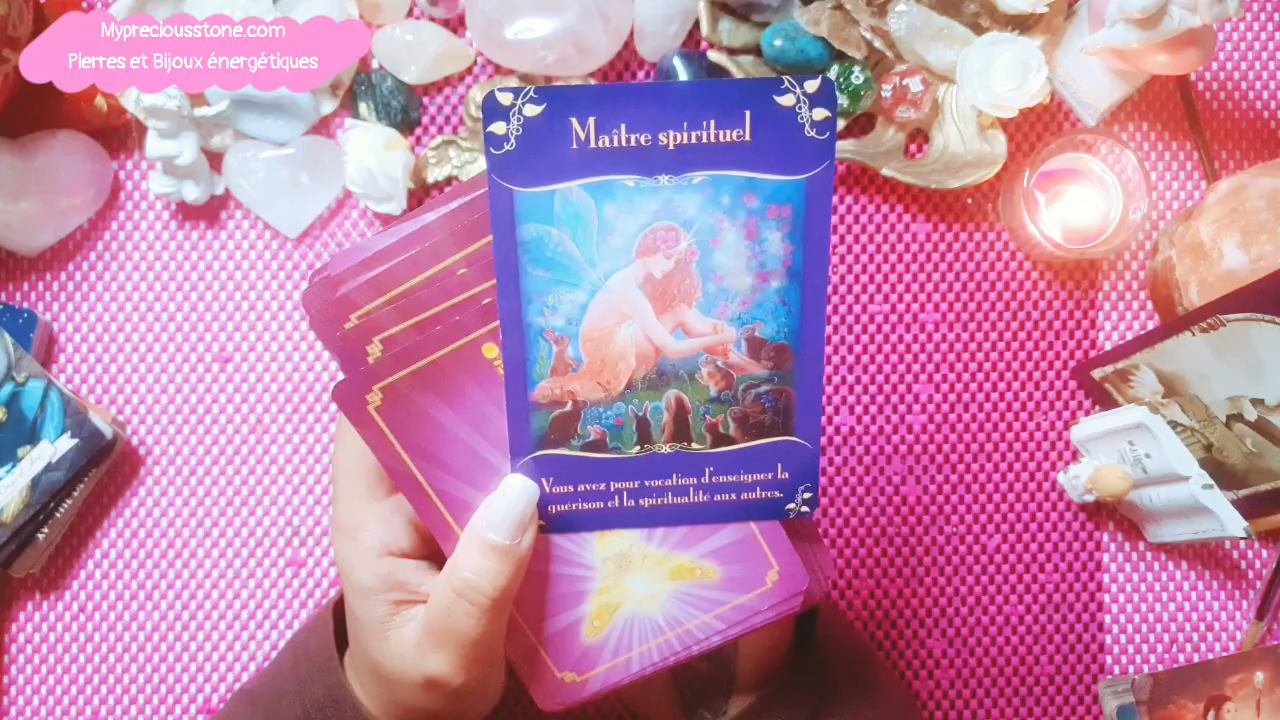 Mypreciousstone.com
Pierres et Bijoux énergétiques
Maître spirituel
Vous avez pour vocation d'enseigner la
guérison et la spiritualité aux autres.